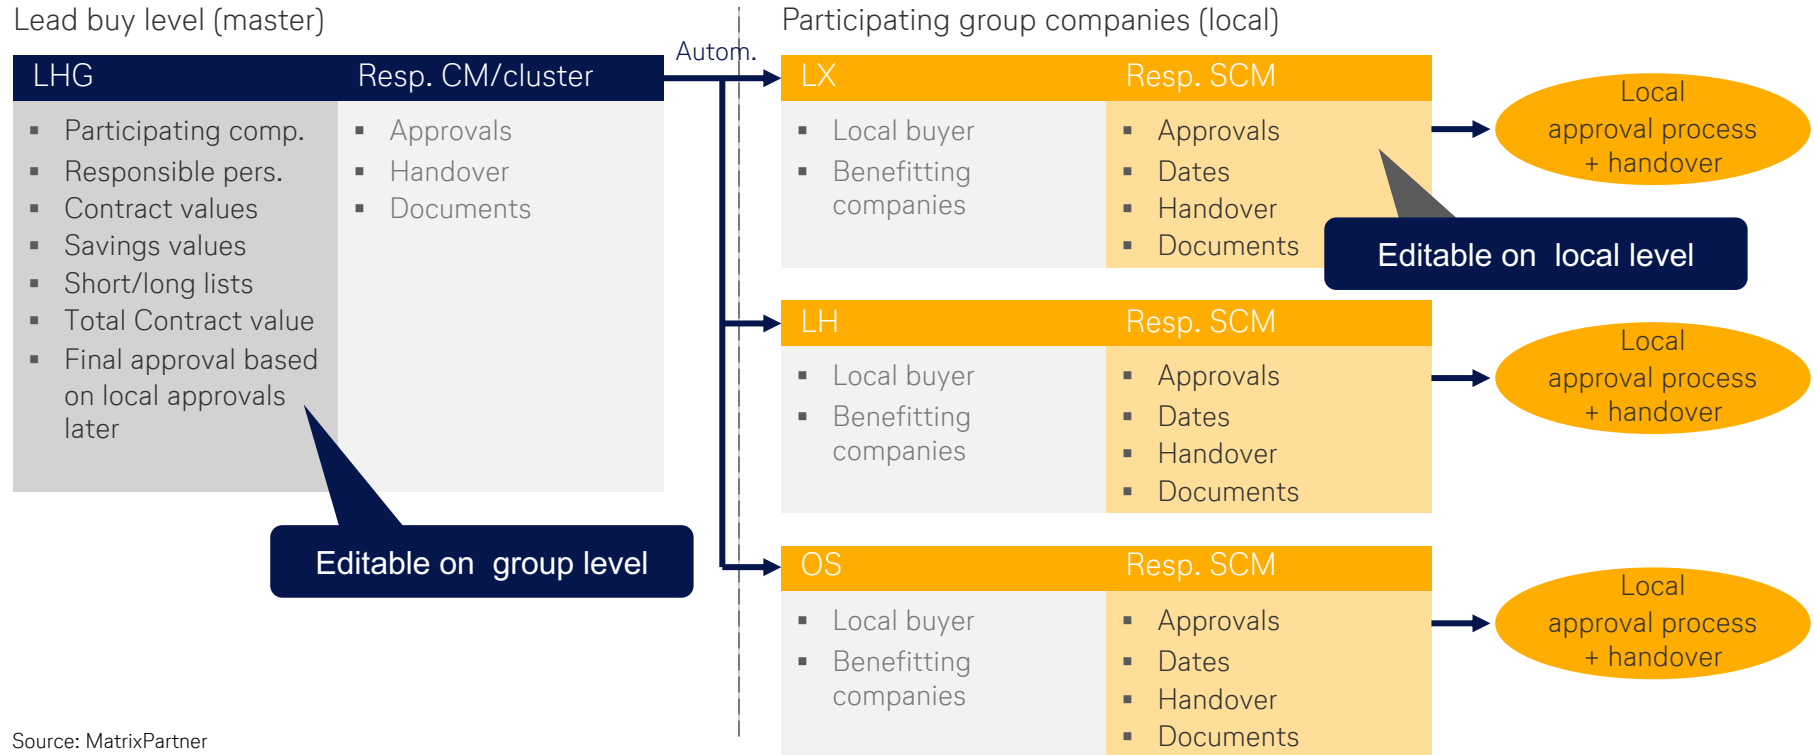 Lead buy level (master)
LHG
Resp. CM/cluster
▪ Participating comp.
▪ Responsible pers.
▪ Contract values
▪ Savings values
▪ Short/long lists
▪ Total Contract value
▪ Final approval based
on local approvals
later
▪ Approvals
▪ Handover
▪ Documents
Editable on group level
Autom.
Participating group companies (local)
LX
Resp. SCM
▪ Local buyer
▪ Benefitting
companies
▪ Approvals
▪ Dates
▪ Handover
▪ Documents
Editable on local level
Local
approval process
+ handover
LH
Resp. SCM
▪ Local buyer
▪ Benefitting
companies
▪ Approvals
▪ Dates
▪ Handover
▪ Documents
Local
approval process
+ handover
OS
Resp. SCM
▪ Local buyer
▪ Benefitting
companies
▪ Approvals
▪ Dates
▪ Handover
▪ Documents
Local
approval process
+ handover
Source: MatrixPartner